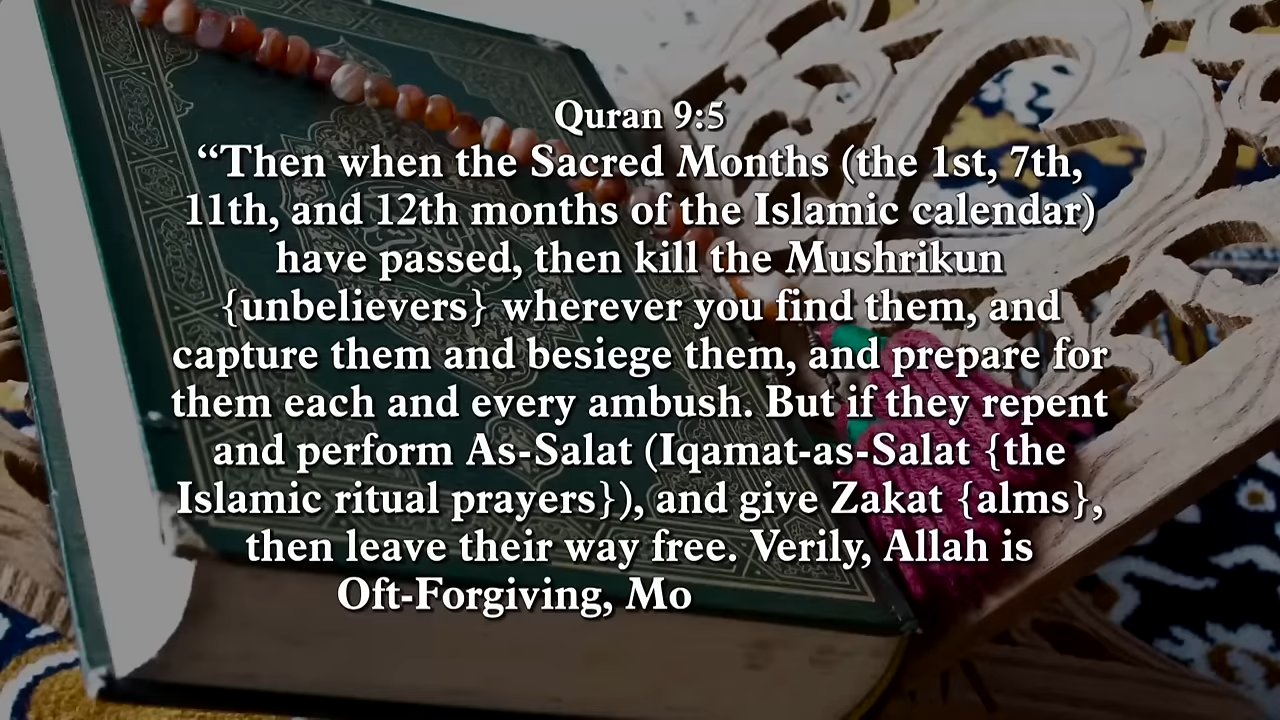 Quran 9:5
“Then when the Sacred Months (the 1st, 7th,
11th, and 12th months of the Islamic calendar)
have passed, then kill the Mushrikun
{unbelievers} wherever you find them, and
capture them and besiege them, and prepare for
them each and every ambush. But if they repent
and perform As-Salat (Iqamat-as-Salat {the
Islamic ritual prayers}), and give Zakat {alms},
then leave their way free. Verily, Allah is
Oft-Forgiving, Mo